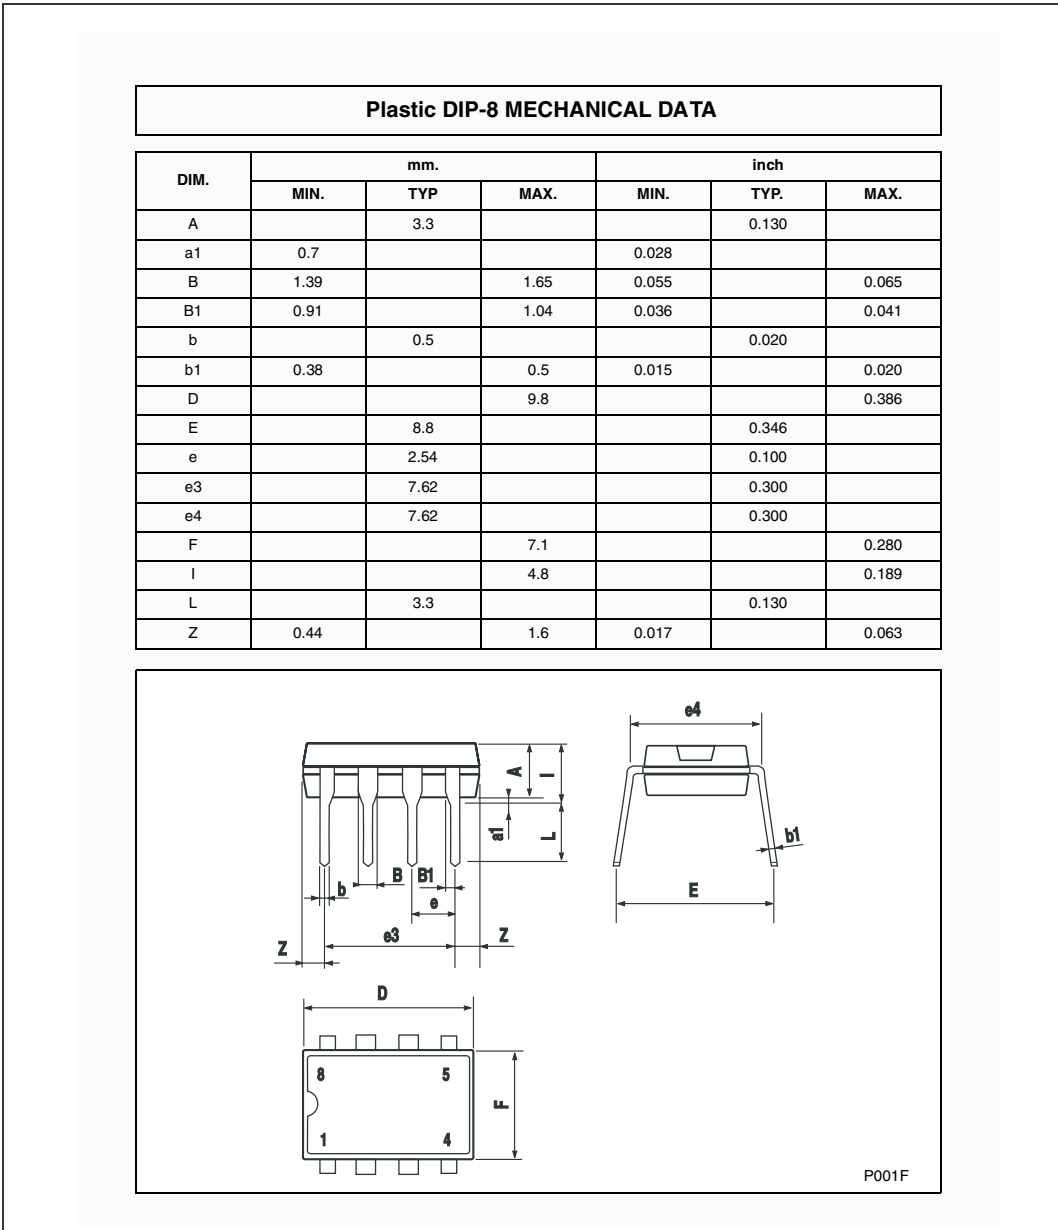 Plastic DIP-8 MECHANICAL DATA
DIM. mm. inch
MIN. TYP MAX. MIN. TYP. MAX.
A 3.3 0.130
a1 0.7 0.028
B 1.39 1.65 0.055 0.065
B1 0.91 1.04 0.036 0.041
b 0.5 0.020
b1 0.38 0.5 0.015 0.020
D 9.8 0.386
E 8.8 0.346
e 2.54 0.100
e3 7.62 0.300
e4 7.62 0.300
F 7.1 0.280
I 4.8 0.189
L 3.3 0.130
Z 0.44 1.6 0.017 0.063
e4
A I
a1 L
b1
b B B1
e
E
Z e3 Z
D
8 5
F
1 4
P001F